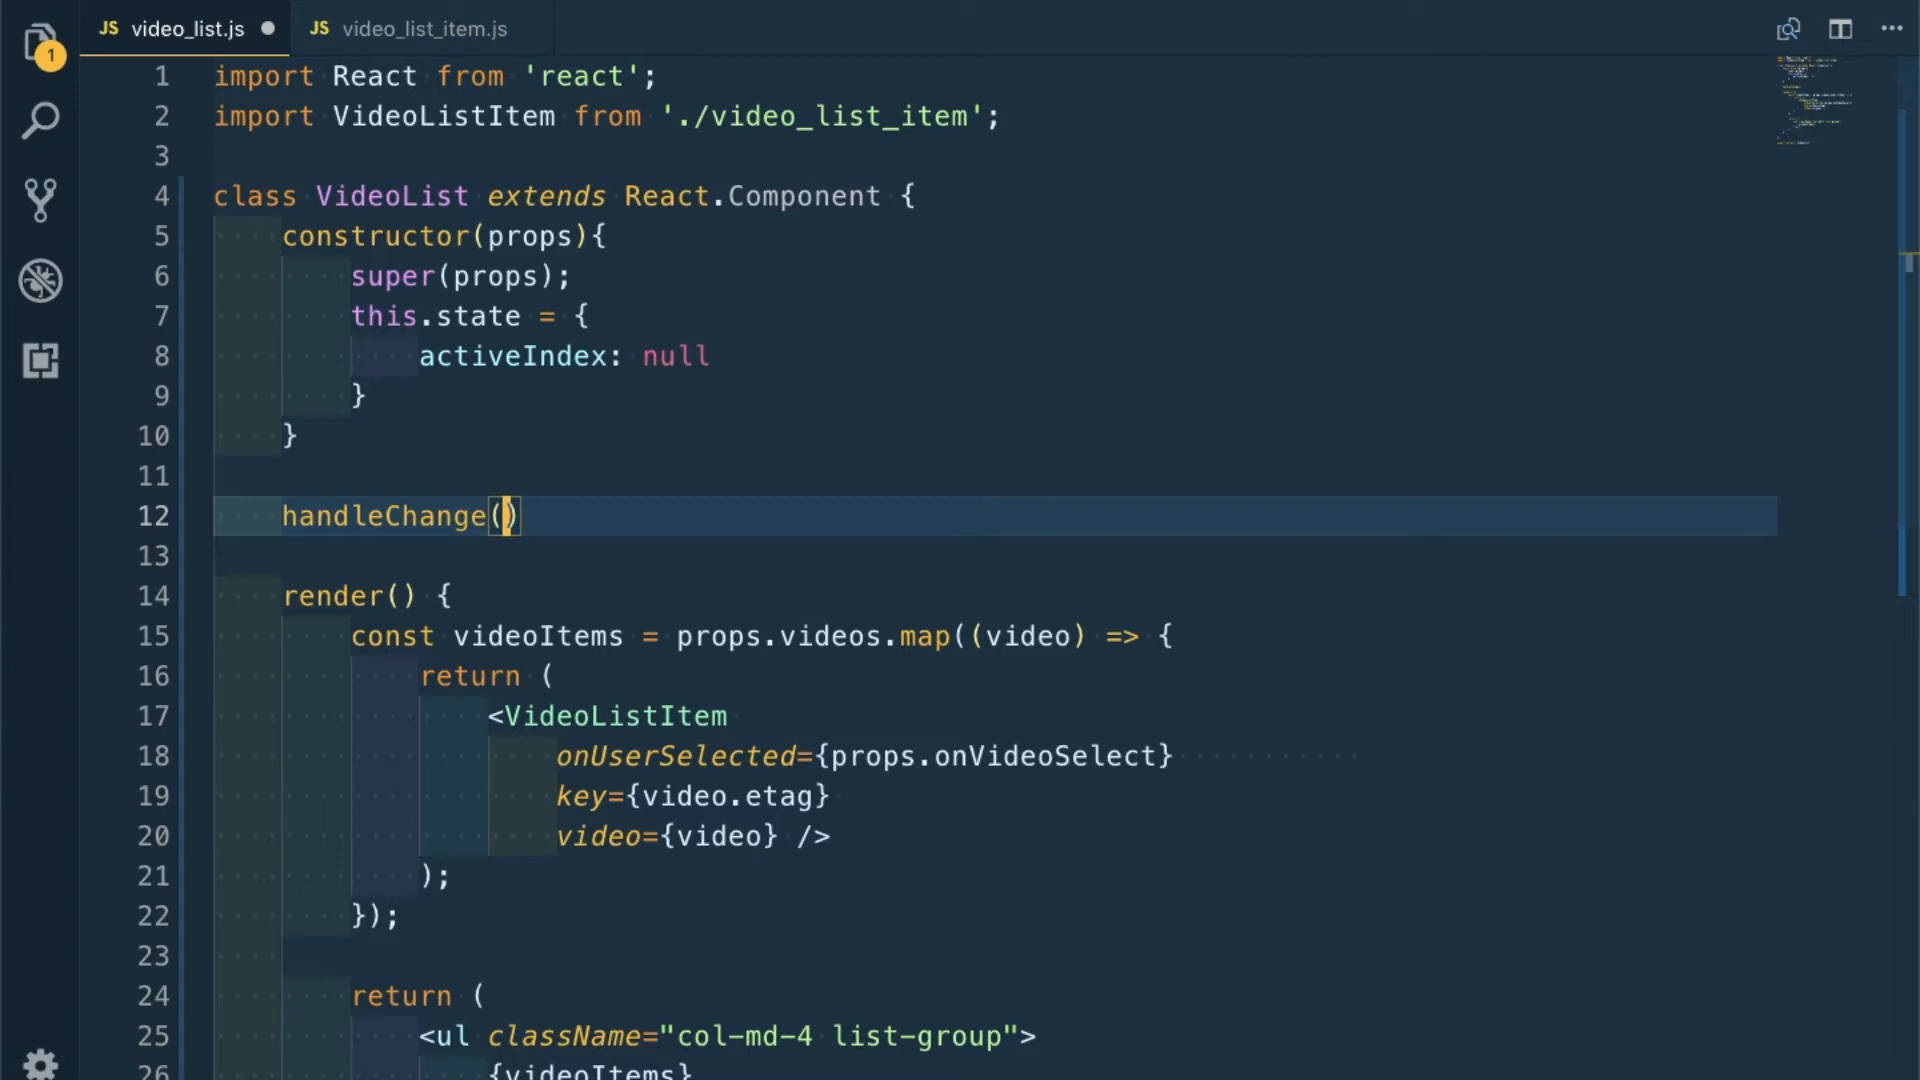 JS video_list.js JS video_list_item.js
1
1 import React from 'react';
2 import VideoListItem from './video_list_item';
3
4 class VideoList extends React.Component {
5 constructor(props){
6 super(props);
7 this.state = {
8 activeIndex: null
9 }
10 }
11
12 handleChange()
13
14 render() {
15 const videoItems = props.videos.map((video) => {
16 return (
17 <VideoListItem
18 onUserSelected={props.onVideoSelect}
19 key={video.etag}
20 video={video} />
21 );
22 });
23
24 return (
25 <ul className="col-md-4 list-group">
26 {videoItems}